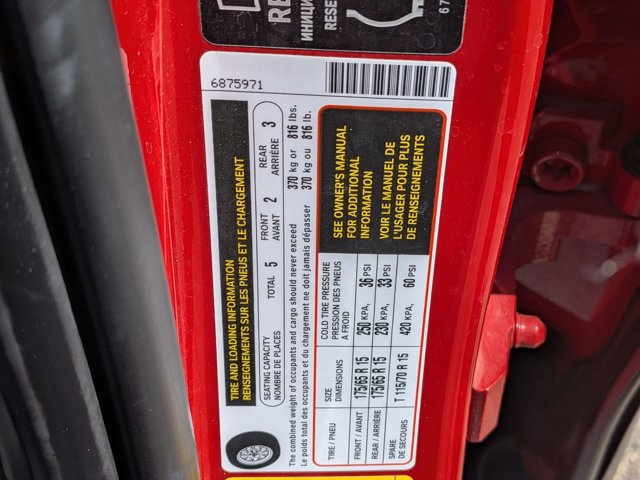 RE
ИНИЦИ
RESE
67
6875971
TIRE AND LOADING INFORMATION
RENSEIGNEMENTS SUR LES PNEUS ET LE CHARGEMENT
SEATING CAPACITY
NOMBRE DE PLACES
TOTAL 5
FRONT
AVANT 2
REAR
ARRIÈRE 3
The combined weight of occupants and cargo should never exceed 370 kg or 816 lbs.
Le poids total des occupants et du chargement ne doit jamais dépasser 370 kg ou 816 lb.
TIRE / PNEU
SIZE
DIMENSIONS
COLD TIRE PRESSURE
PRESSION DES PNEUS
A FROID
FRONT / AVANT 175/65 R 15 250 KPA, 36 PSI
REAR / ARRIÈRE 175/65 R 15 230 KPA, 33 PSI
SPARE
DE SECOURS T 115/70 R 15 420 KPA, 60 PSI
SEE OWNER'S MANUAL
FOR ADDITIONAL
INFORMATION
VOIR LE MANUEL DE
L'USAGER POUR PLUS
DE RENSEIGNEMENTS